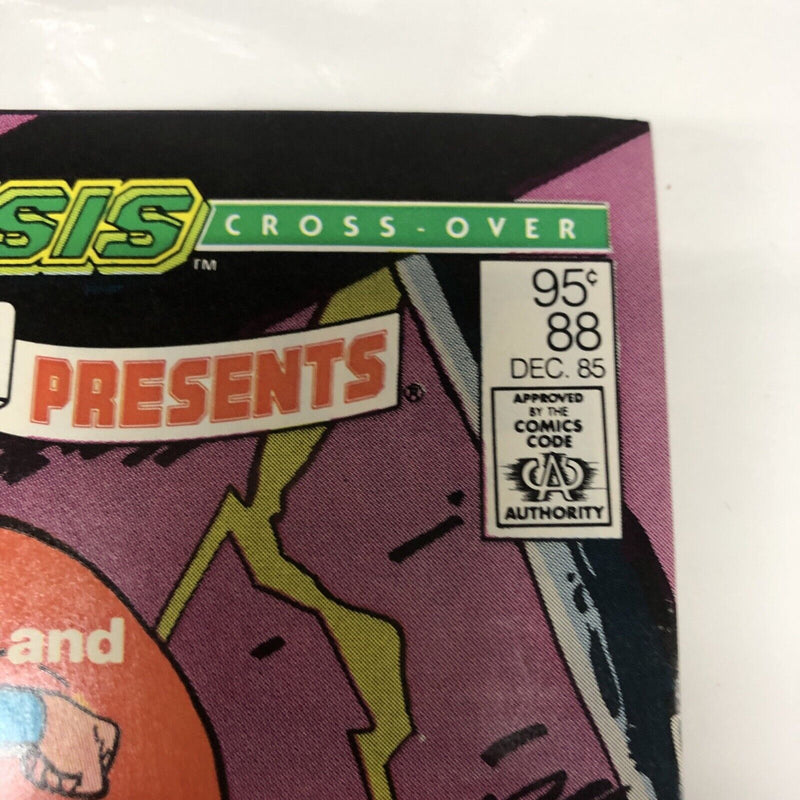 SIS CROSS-OVER
TM
95¢
88
DEC. 85
PRESENTS®
APPROVED
BY THE
COMICS
CODE
CA
AUTHORITY
and